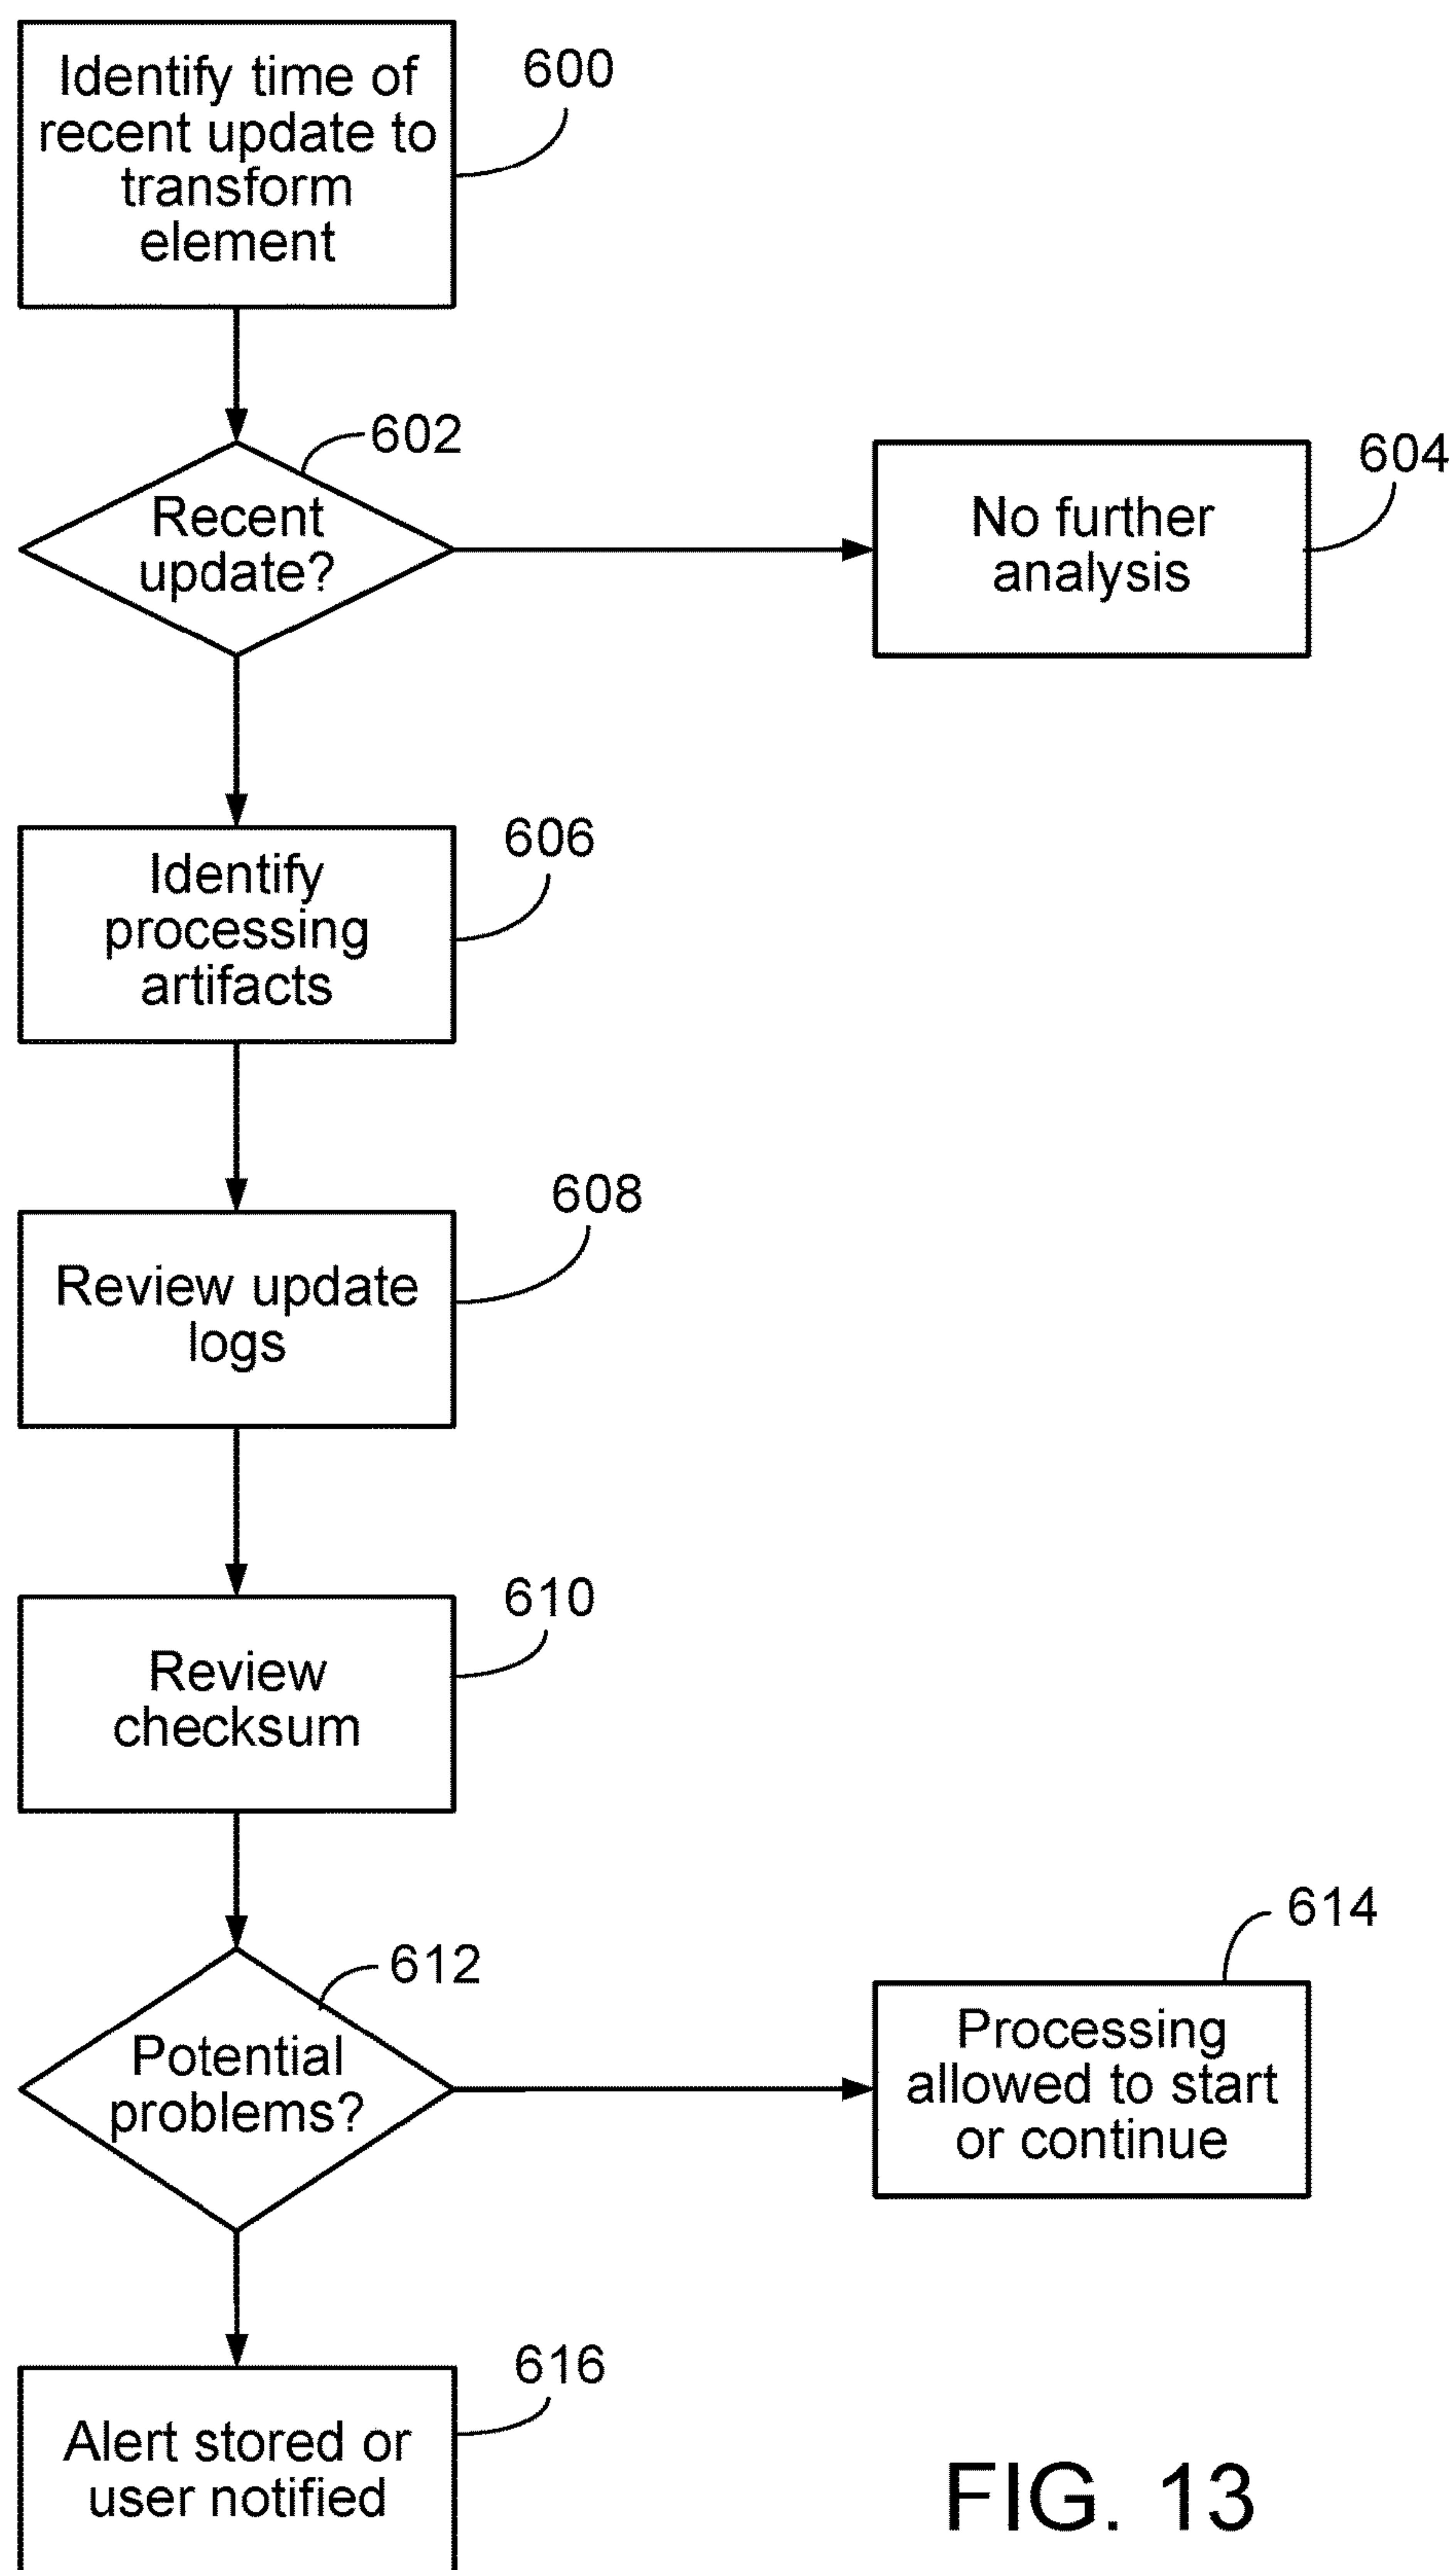 Identify time of
recent update to
transform
element
600
602
Recent
update?
No further
analysis
604
Identify
processing
artifacts
606
Review update
logs
608
Review
checksum
610
612
Potential
problems?
Processing
allowed to start
or continue
614
Alert stored or
user notified
616
FIG. 13